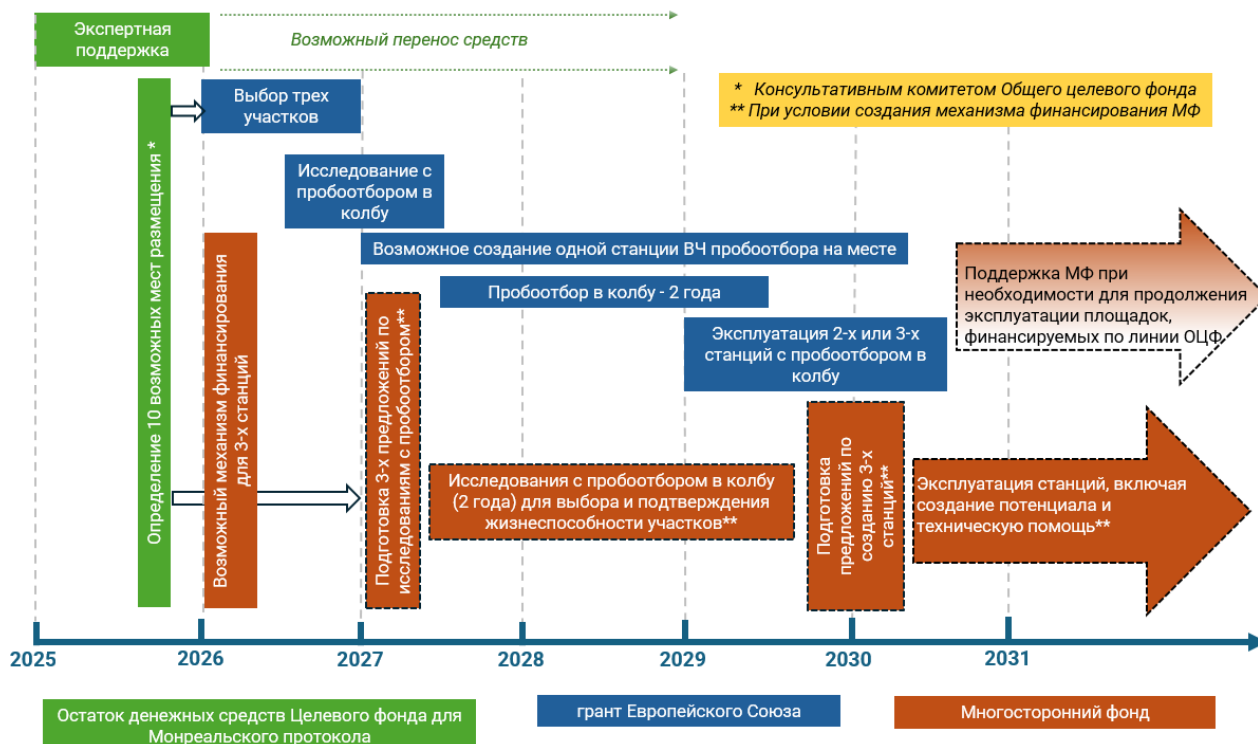 Экспертная
поддержка
Возможный перенос средств
Выбор трех
участков
* Консультативным комитетом Общего целевого фонда
** При условии создания механизма финансирования МФ
Определение 10 возможных мест размещения *
Исследование с
пробоотбором в
колбу
Возможное создание одной станции ВЧ пробоотбора на месте
Возможный механизм финансирования
для 3-х станций
Пробоотбор в колбу - 2 года
Поддержка МФ при
необходимости для продолжения
эксплуатации площадок,
финансируемых по линии ОЦФ
Подготовка 3-х предложений по
исследованиям с пробоотбором**
Эксплуатация 2-х или 3-х
станций с пробоотбором в
колбу
Исследования с пробоотбором в колбу
(2 года) для выбора и подтверждения
жизнеспособности участков**
Подготовка
предложений по
созданию 3-х
станций**
Эксплуатация станций, включая
создание потенциала и
техническую помощь**
2025 2026 2027 2028 2029 2030 2031
Остаток денежных средств Целевого фонда для
Монреальского протокола
грант Европейского Союза
Многосторонний фонд